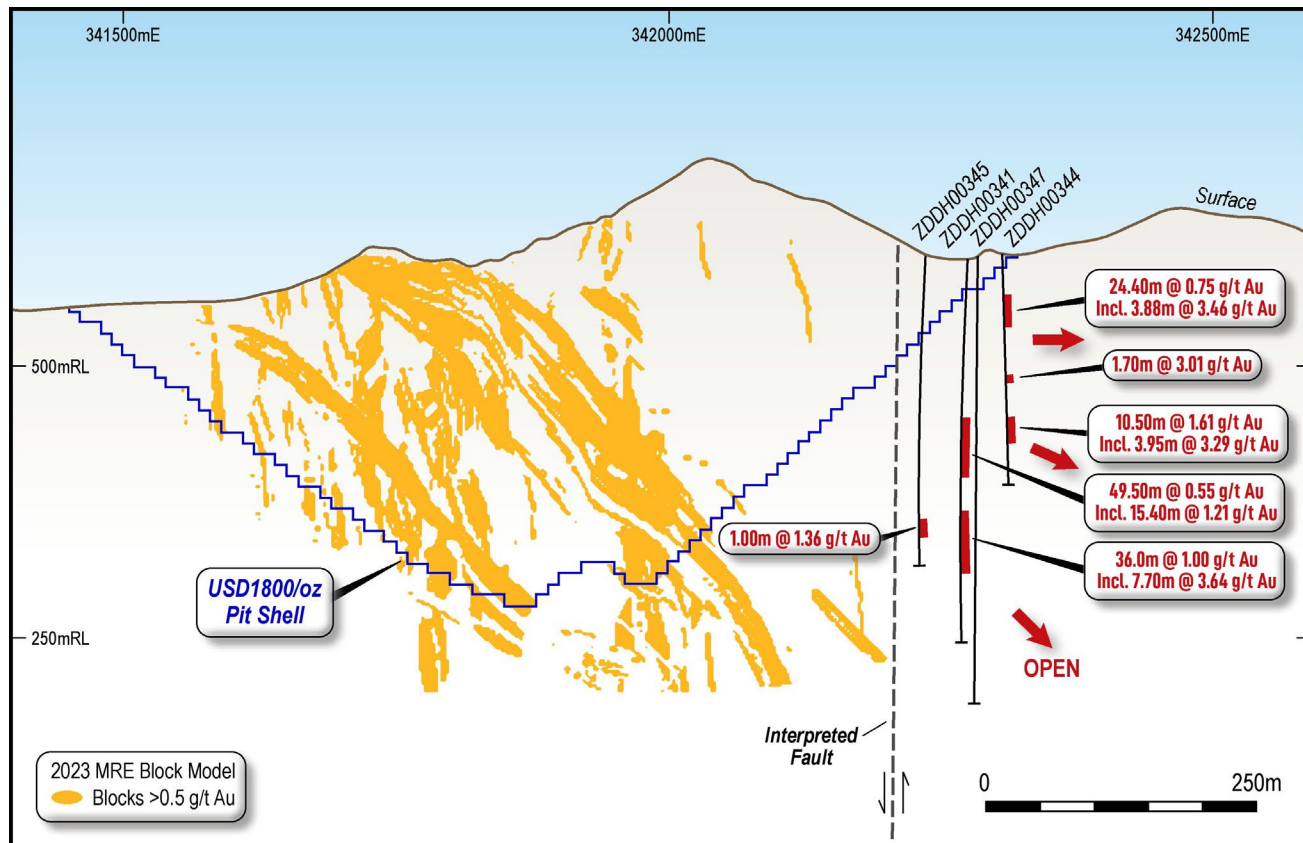 341500mE
342000mE
342500mE
ZDDH00345
ZDDH00341
ZDDH00347
ZDDH00344
Surface
24.40m @ 0.75 g/t Au
Incl. 3.88m @ 3.46 g/t Au
500mRL
1.70m @ 3.01 g/t Au
10.50m @ 1.61 g/t Au
Incl. 3.95m @ 3.29 g/t Au
49.50m @ 0.55 g/t Au
Incl. 15.40m @ 1.21 g/t Au
1.00m @ 1.36 g/t Au
36.0m @ 1.00 g/t Au
Incl. 7.70m @ 3.64 g/t Au
USD1800/oz
Pit Shell
250mRL
OPEN
Interpreted
Fault
2023 MRE Block Model
Blocks >0.5 g/t Au
0
250m